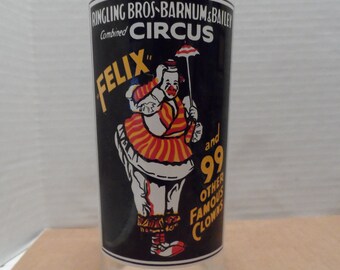 RINGLING BROS-BARNUM & BAILEY
Combined CIRCUS
"FELIX"
and
99
OTHER
FAMOUS
CLOWNS